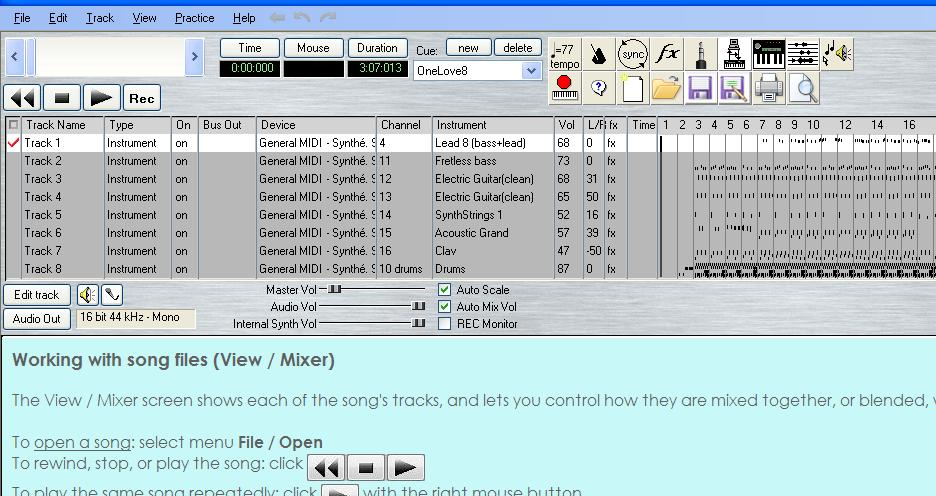 File Edit Track View Practice Help
Time Mouse Duration Cue: new delete
0:00:000 3:07:013 OneLove8
♩=77 tempo sync fx
Rec
Track Name Type On Bus Out Device Channel Instrument Vol L/R fx Time 1 2 3 4 5 6 7 8 9 10 12 14 16
Track 1 Instrument on General MIDI - Synthé. S 4 Lead 8 (bass+lead) 68 0 fx
Track 2 Instrument on General MIDI - Synthé. S 11 Fretless bass 73 0 fx
Track 3 Instrument on General MIDI - Synthé. S 12 Electric Guitar(clean) 68 31 fx
Track 4 Instrument on General MIDI - Synthé. S 13 Electric Guitar(clean) 65 50 fx
Track 5 Instrument on General MIDI - Synthé. S 14 SynthStrings 1 52 16 fx
Track 6 Instrument on General MIDI - Synthé. S 15 Acoustic Grand 57 39 fx
Track 7 Instrument on General MIDI - Synthé. S 16 Clav 47 -50 fx
Track 8 Instrument on General MIDI - Synthé. S 10 drums Drums 87 0 fx
Edit track Master Vol Auto Scale
Audio Vol Auto Mix Vol
Audio Out 16 bit 44 kHz - Mono Internal Synth Vol REC Monitor
Working with song files (View / Mixer)
The View / Mixer screen shows each of the song's tracks, and lets you control how they are mixed together, or blended,
To open a song: select menu File / Open
To rewind, stop, or play the song: click
To play the same song repeatedly: click with the right mouse button